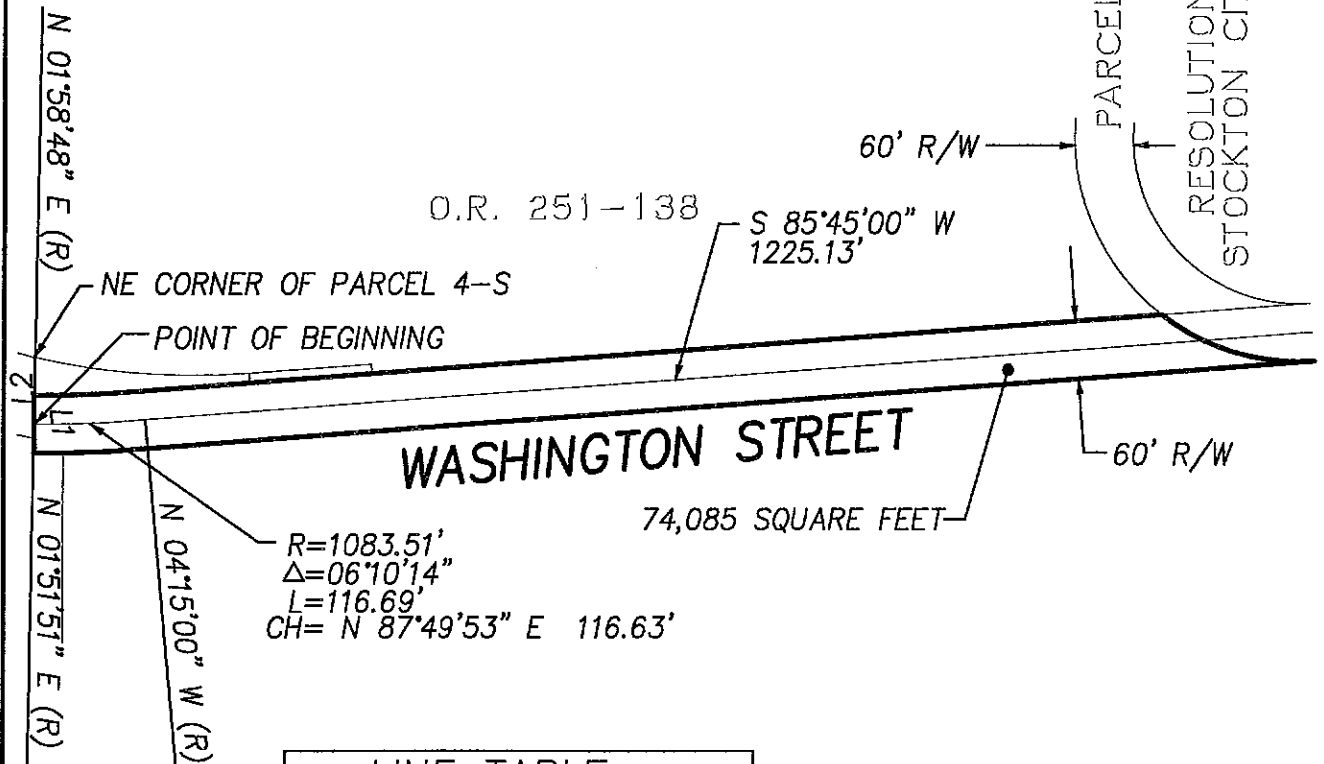 N 01°58'48" E (R)
PARCEL
RESOLUTION
STOCKTON CIT
60' R/W
O.R. 251-138
S 85°45'00" W
1225.13'
NE CORNER OF PARCEL 4-S
POINT OF BEGINNING
L2
L1
WASHINGTON STREET
60' R/W
74,085 SQUARE FEET
R=1083.51'
Δ=06°10'14"
L=116.69'
CH= N 87°49'53" E 116.63'
N 01°51'51" E (R)
N 04°15'00" W (R)
LINE TABLE